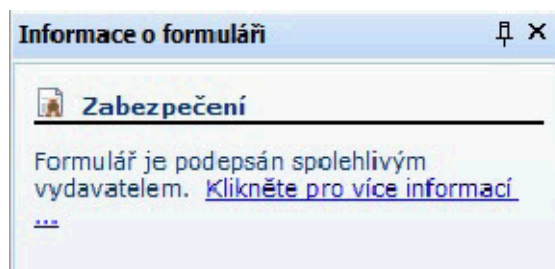 Informace o formuláři
Zabezpečení
Formulář je podepsán spolehlivým
vydavatelem. Klikněte pro více informací
...